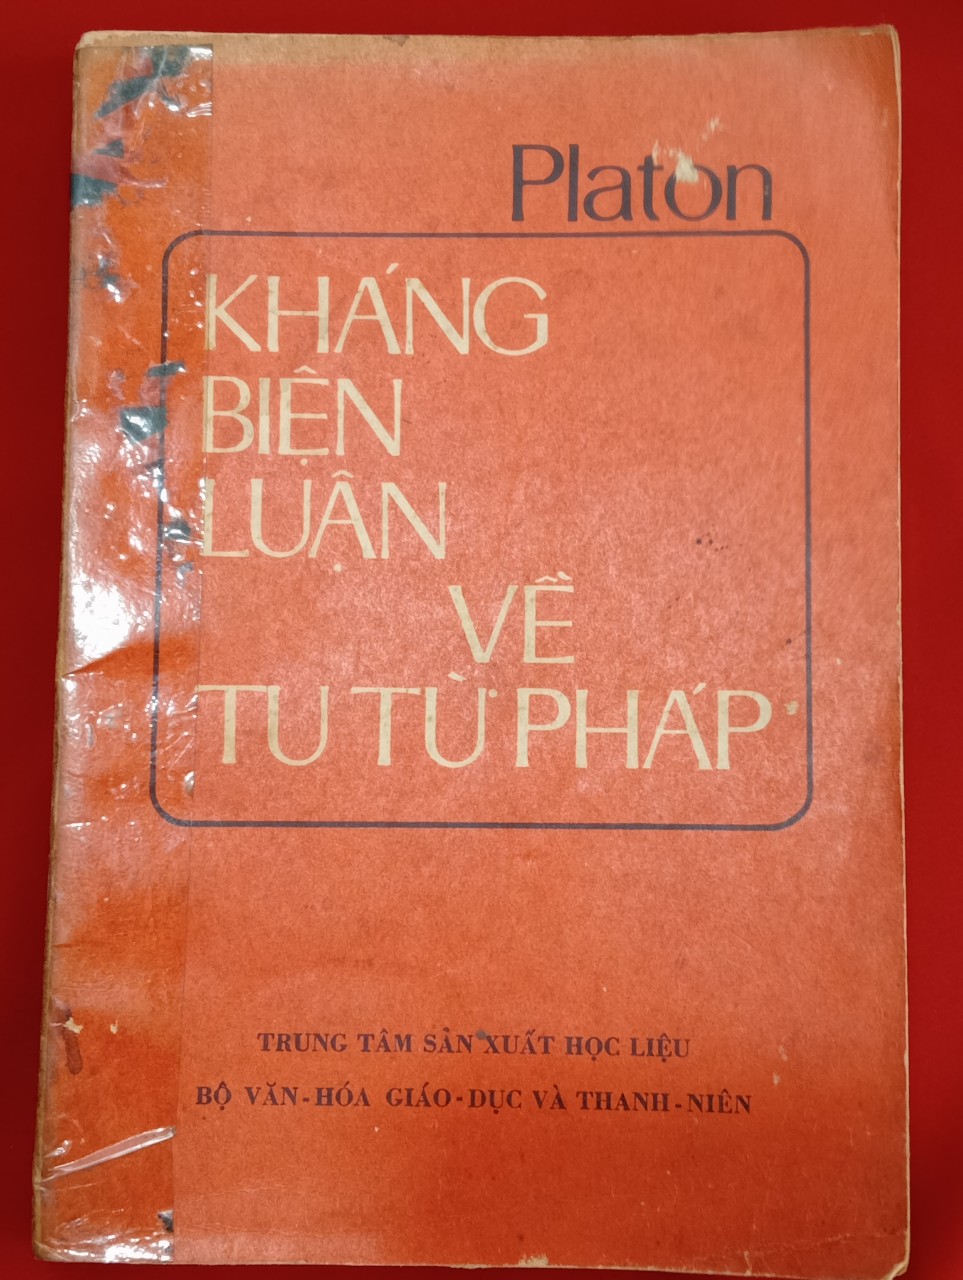 Platon
KHÁNG
BIỆN
LUẬN
VỀ
TU TỪ PHÁP
TRUNG TÂM SẢN XUẤT HỌC LIỆU
BỘ VĂN-HÓA GIÁO-DỤC VÀ THANH-NIÊN